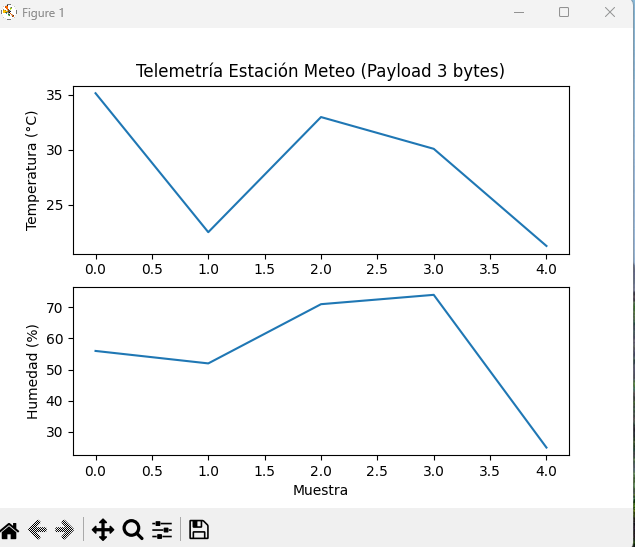 Figure 1
Telemetría Estación Meteo (Payload 3 bytes)
Temperatura (°C)
35
30
25
0.0 0.5 1.0 1.5 2.0 2.5 3.0 3.5 4.0
Humedad (%)
70
60
50
40
30
0.0 0.5 1.0 1.5 2.0 2.5 3.0 3.5 4.0
Muestra